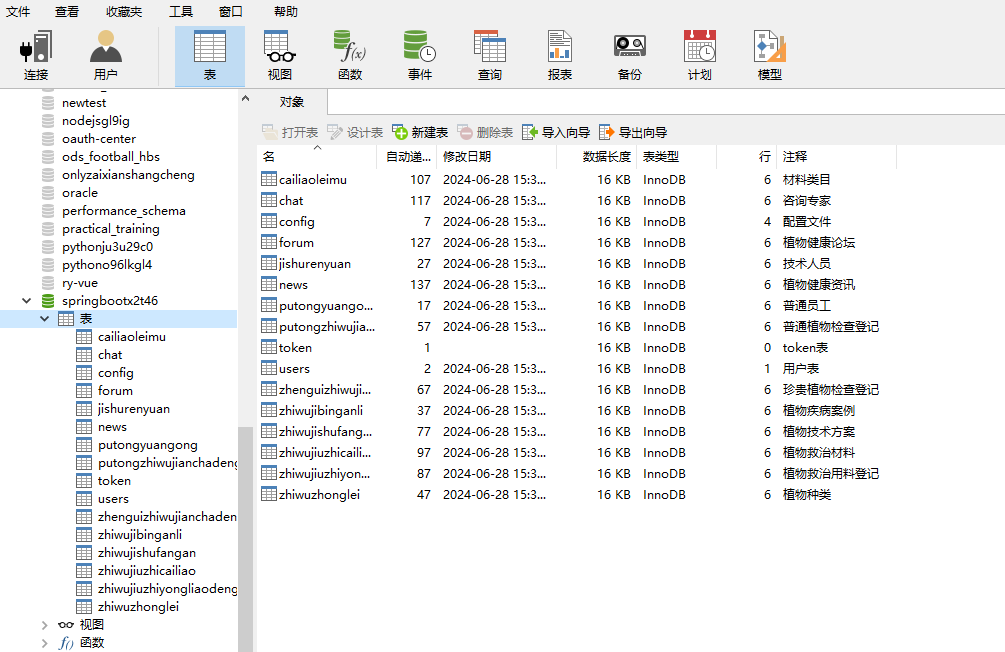 文件 查看 收藏夹 工具 窗口 帮助
连接 用户 表 视图 函数 事件 查询 报表 备份 计划 模型
对象
打开表 设计表 新建表 删除表 导入向导 导出向导
newtest
nodejsgl9ig
oauth-center
ods_football_hbs
onlyzaixianshangcheng
oracle
performance_schema
practical_training
pythonju3u29c0
pythono96lkgl4
ry-vue
springbootx2t46
表
cailiaoleimu
chat
config
forum
jishurenyuan
news
putongyuangong
putongzhiwujianchadeng
token
users
zhenguizhiwujianchaden
zhiwujibinganli
zhiwujishufangan
zhiwujiuzhicailiao
zhiwujiuzhiyongliaodeng
zhiwuzhonglei
视图
函数
名 自动递... 修改日期 数据长度 表类型 行 注释
cailiaoleimu 107 2024-06-28 15:3... 16 KB InnoDB 6 材料类目
chat 117 2024-06-28 15:3... 16 KB InnoDB 6 咨询专家
config 7 2024-06-28 15:3... 16 KB InnoDB 4 配置文件
forum 127 2024-06-28 15:3... 16 KB InnoDB 6 植物健康论坛
jishurenyuan 27 2024-06-28 15:3... 16 KB InnoDB 6 技术人员
news 137 2024-06-28 15:3... 16 KB InnoDB 6 植物健康资讯
putongyuango... 17 2024-06-28 15:3... 16 KB InnoDB 6 普通员工
putongzhiwujia... 57 2024-06-28 15:3... 16 KB InnoDB 6 普通植物检查登记
token 1 16 KB InnoDB 0 token表
users 2 2024-06-28 15:3... 16 KB InnoDB 1 用户表
zhenguizhiwuji... 67 2024-06-28 15:3... 16 KB InnoDB 6 珍贵植物检查登记
zhiwujibinganli 37 2024-06-28 15:3... 16 KB InnoDB 6 植物疾病案例
zhiwujishufang... 77 2024-06-28 15:3... 16 KB InnoDB 6 植物技术方案
zhiwujiuzhicaili... 97 2024-06-28 15:3... 16 KB InnoDB 6 植物救治材料
zhiwujiuzhiyon... 87 2024-06-28 15:3... 16 KB InnoDB 6 植物救治用料登记
zhiwuzhonglei 47 2024-06-28 15:3... 16 KB InnoDB 6 植物种类